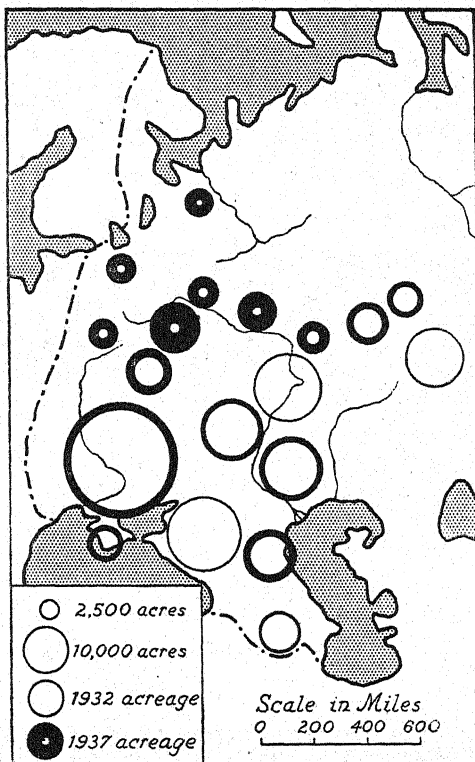 2,500 acres
10,000 acres
1932 acreage
1937 acreage
Scale in Miles
0 200 400 600